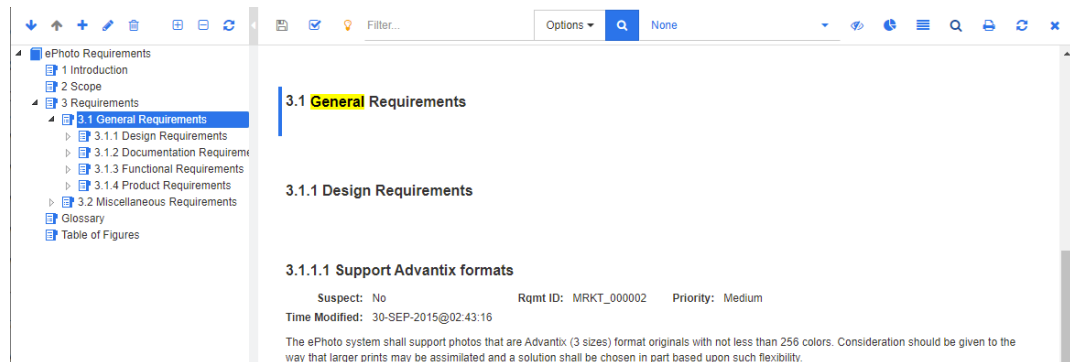 Filter...
Options
None
ePhoto Requirements
1 Introduction
2 Scope
3 Requirements
3.1 General Requirements
3.1.1 Design Requirements
3.1.2 Documentation Requireme
3.1.3 Functional Requirements
3.1.4 Product Requirements
3.2 Miscellaneous Requirements
Glossary
Table of Figures
3.1 General Requirements
3.1.1 Design Requirements
3.1.1.1 Support Advantix formats
Suspect: No Rqmt ID: MRKT_000002 Priority: Medium
Time Modified: 30-SEP-2015@02:43:16
The ePhoto system shall support photos that are Advantix (3 sizes) format originals with not less than 256 colors. Consideration should be given to the
way that larger prints may be assimilated and a solution shall be chosen in part based upon such flexibility.